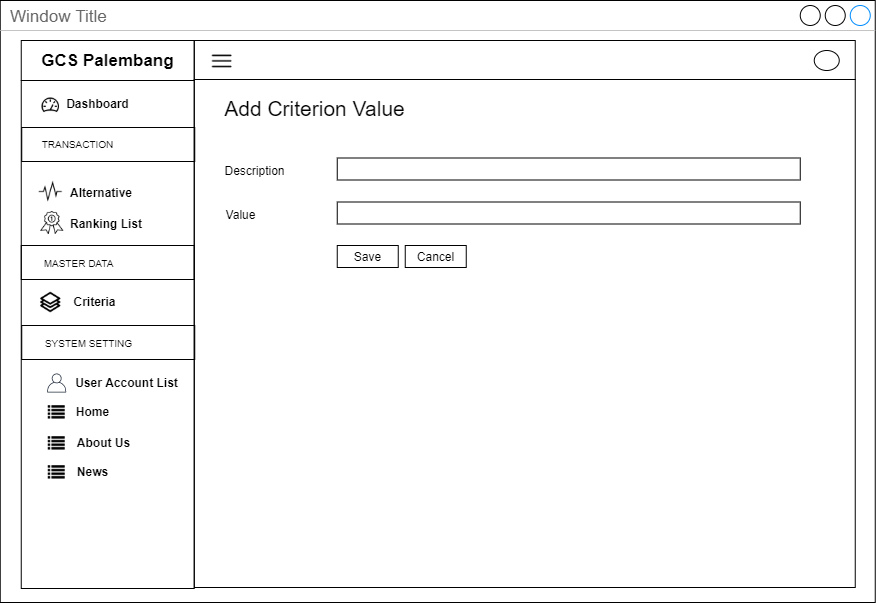 Window Title
GCS Palembang
Dashboard
TRANSACTION
Alternative
Ranking List
MASTER DATA
Criteria
SYSTEM SETTING
User Account List
Home
About Us
News
Add Criterion Value
Description
Value
Save
Cancel